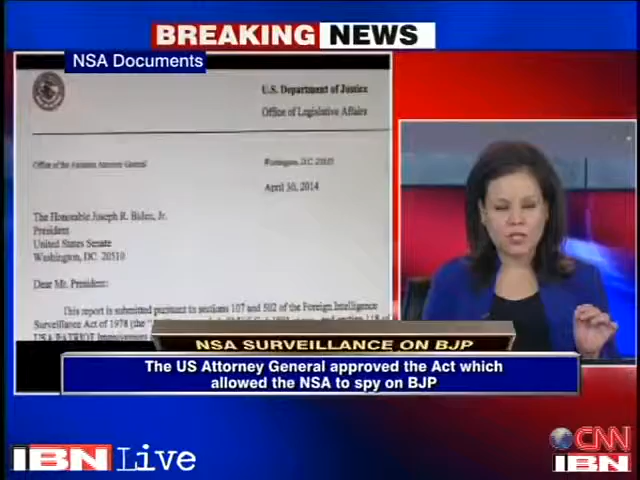 BREAKING NEWS
NSA Documents
U.S. Department of Justice
Office of Legislative Affairs
Office of the Assistant Attorney General
Washington, D.C. 20530
April 30, 2014
The Honorable Joseph R. Biden, Jr.
President
United States Senate
Washington, DC 20510
Dear Mr. President:
This report is submitted pursuant to sections 107 and 502 of the Foreign Intelligence
Surveillance Act of 1978 (the
NSA SURVEILLANCE ON BJP
The US Attorney General approved the Act which
allowed the NSA to spy on BJP
IBN Live
CNN
IBN